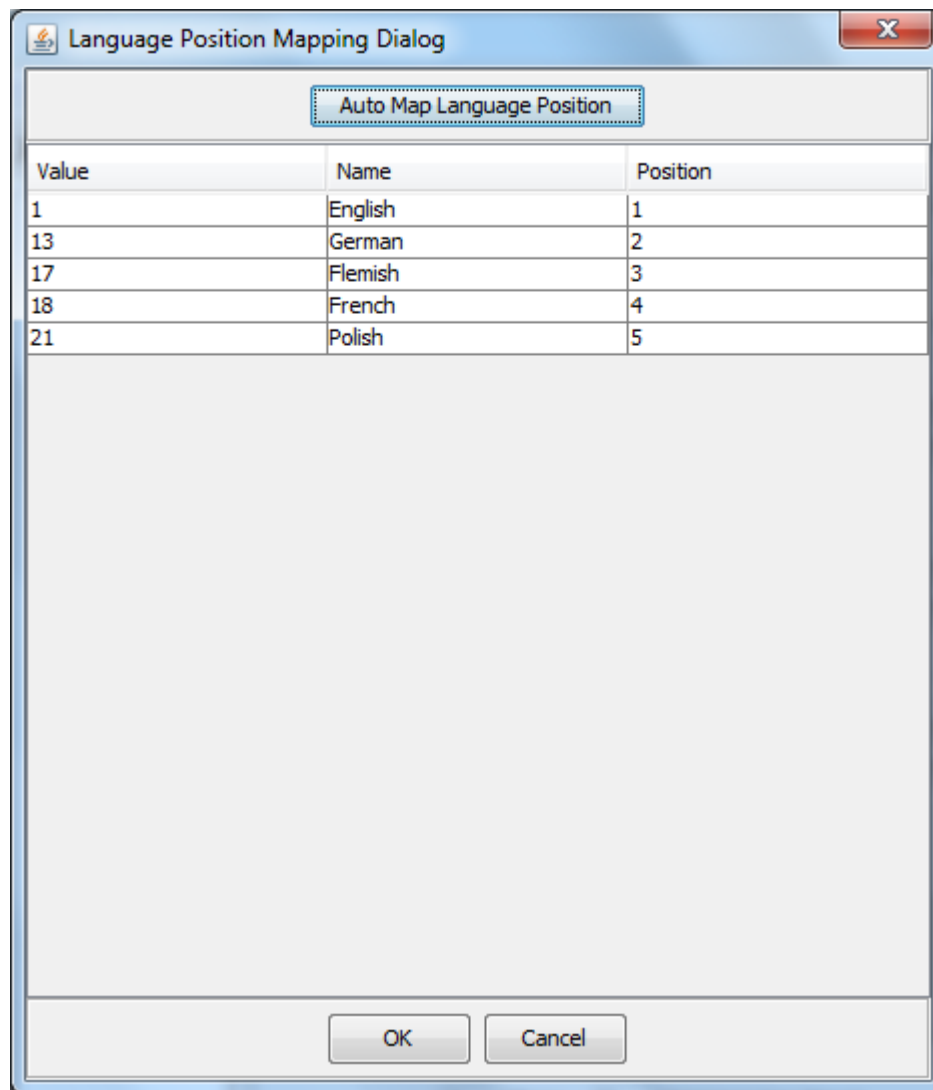 Language Position Mapping Dialog
Auto Map Language Position
Value Name Position
1 English 1
13 German 2
17 Flemish 3
18 French 4
21 Polish 5
OK Cancel